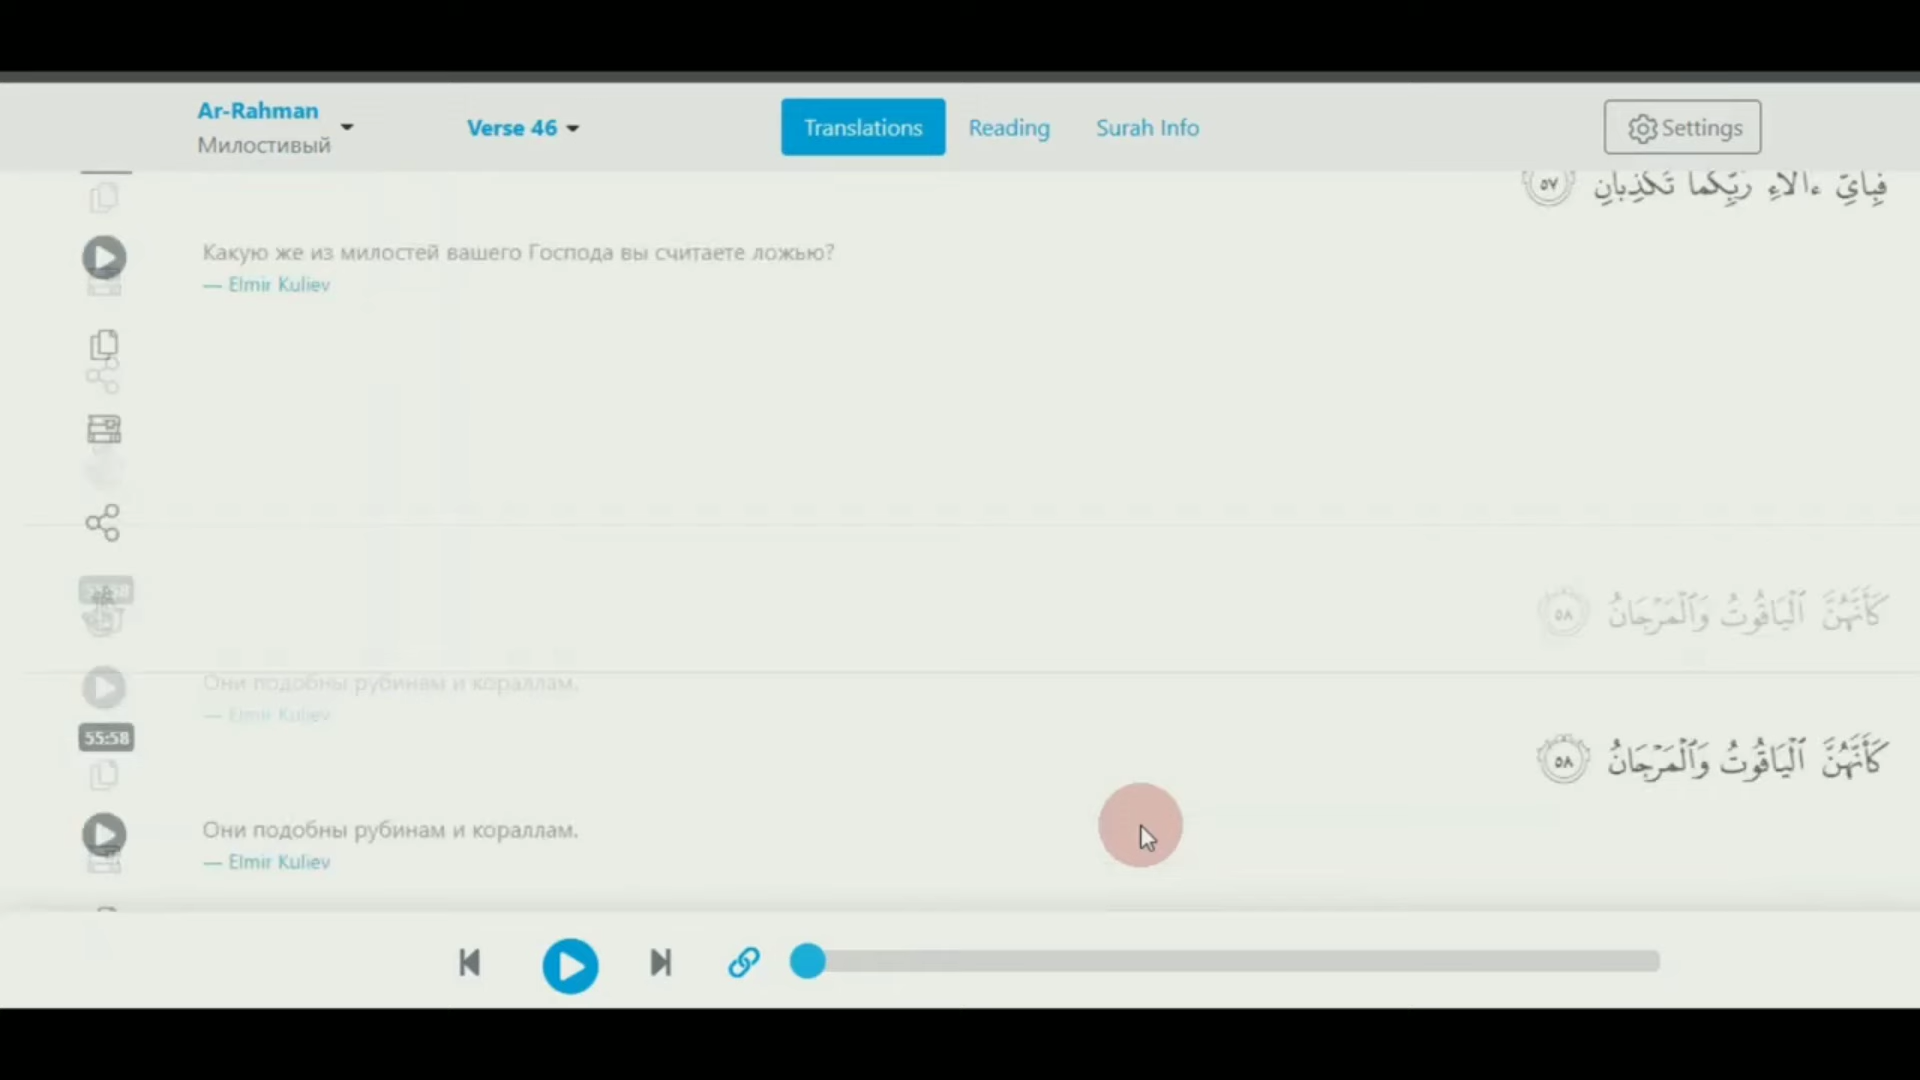 Ar-Rahman
Милостивый
Verse 46
Translations
Reading
Surah Info
Settings
فَبِأَيِّ ءَالَآءِ رَبِّكُمَا تُكَذِّبَانِ ٥٧
Какую же из милостей вашего Господа вы считаете ложью?
— Elmir Kuliev
55:58
كَأَنَّهُنَّ ٱلْيَاقُوتُ وَٱلْمَرْجَانُ ٥٨
Они подобны рубинам и кораллам.
— Elmir Kuliev
55:58
كَأَنَّهُنَّ ٱلْيَاقُوتُ وَٱلْمَرْجَانُ ٥٨
Они подобны рубинам и кораллам.
— Elmir Kuliev